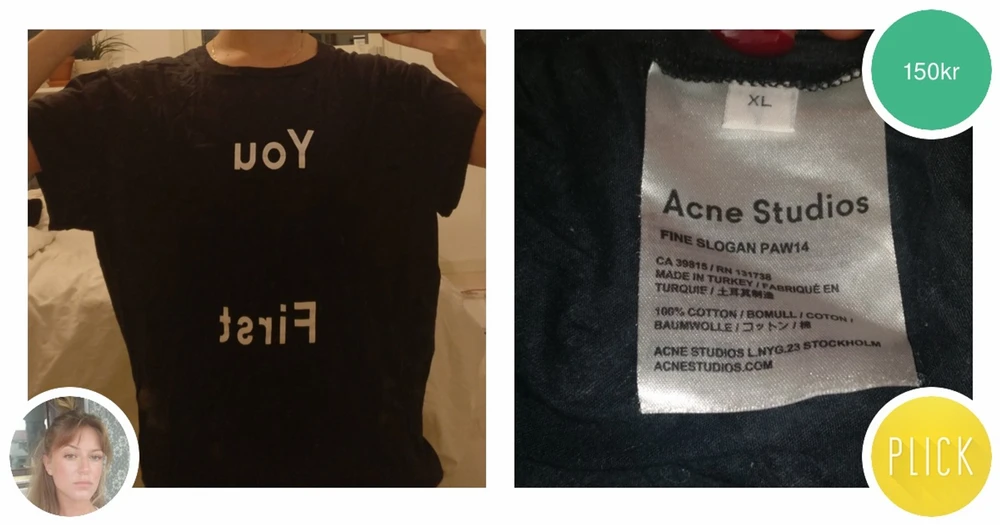 You
First
XL
Acne Studios
FINE SLOGAN PAW14
CA 39815 / RN 131738
MADE IN TURKEY / FABRIQUÉ EN
TURQUIE / 土耳其制造
100% COTTON / BOMULL / COTON /
BAUMWOLLE / コットン / 棉
ACNE STUDIOS L.NYG.23 STOCKHOLM
ACNESTUDIOS.COM
150kr
PLICK